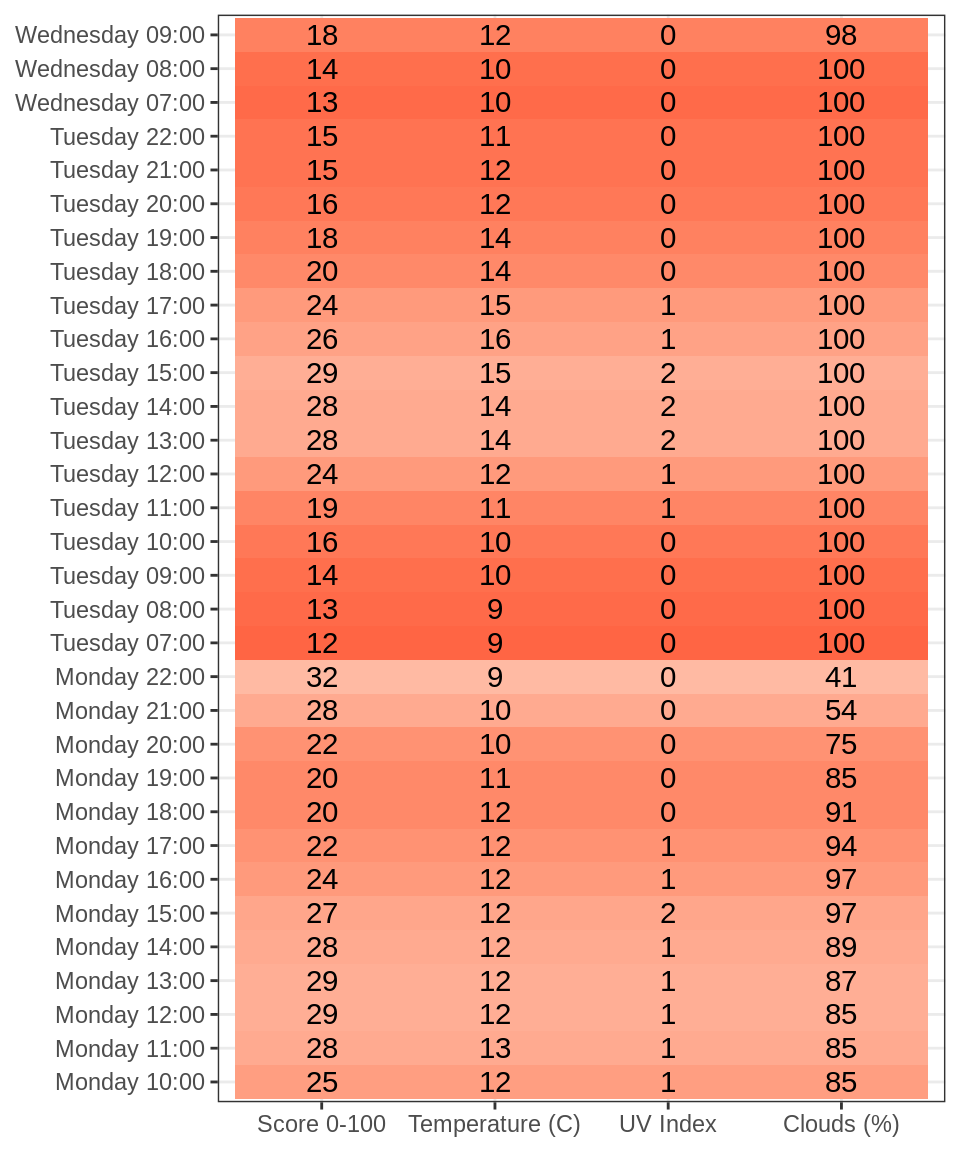 Wednesday 09:00 18 12 0 98
Wednesday 08:00 14 10 0 100
Wednesday 07:00 13 10 0 100
Tuesday 22:00 15 11 0 100
Tuesday 21:00 15 12 0 100
Tuesday 20:00 16 12 0 100
Tuesday 19:00 18 14 0 100
Tuesday 18:00 20 14 0 100
Tuesday 17:00 24 15 1 100
Tuesday 16:00 26 16 1 100
Tuesday 15:00 29 15 2 100
Tuesday 14:00 28 14 2 100
Tuesday 13:00 28 14 2 100
Tuesday 12:00 24 12 1 100
Tuesday 11:00 19 11 1 100
Tuesday 10:00 16 10 0 100
Tuesday 09:00 14 10 0 100
Tuesday 08:00 13 9 0 100
Tuesday 07:00 12 9 0 100
Monday 22:00 32 9 0 41
Monday 21:00 28 10 0 54
Monday 20:00 22 10 0 75
Monday 19:00 20 11 0 85
Monday 18:00 20 12 0 91
Monday 17:00 22 12 1 94
Monday 16:00 24 12 1 97
Monday 15:00 27 12 2 97
Monday 14:00 28 12 1 89
Monday 13:00 29 12 1 87
Monday 12:00 29 12 1 85
Monday 11:00 28 13 1 85
Monday 10:00 25 12 1 85
Score 0-100 Temperature (C) UV Index Clouds (%)